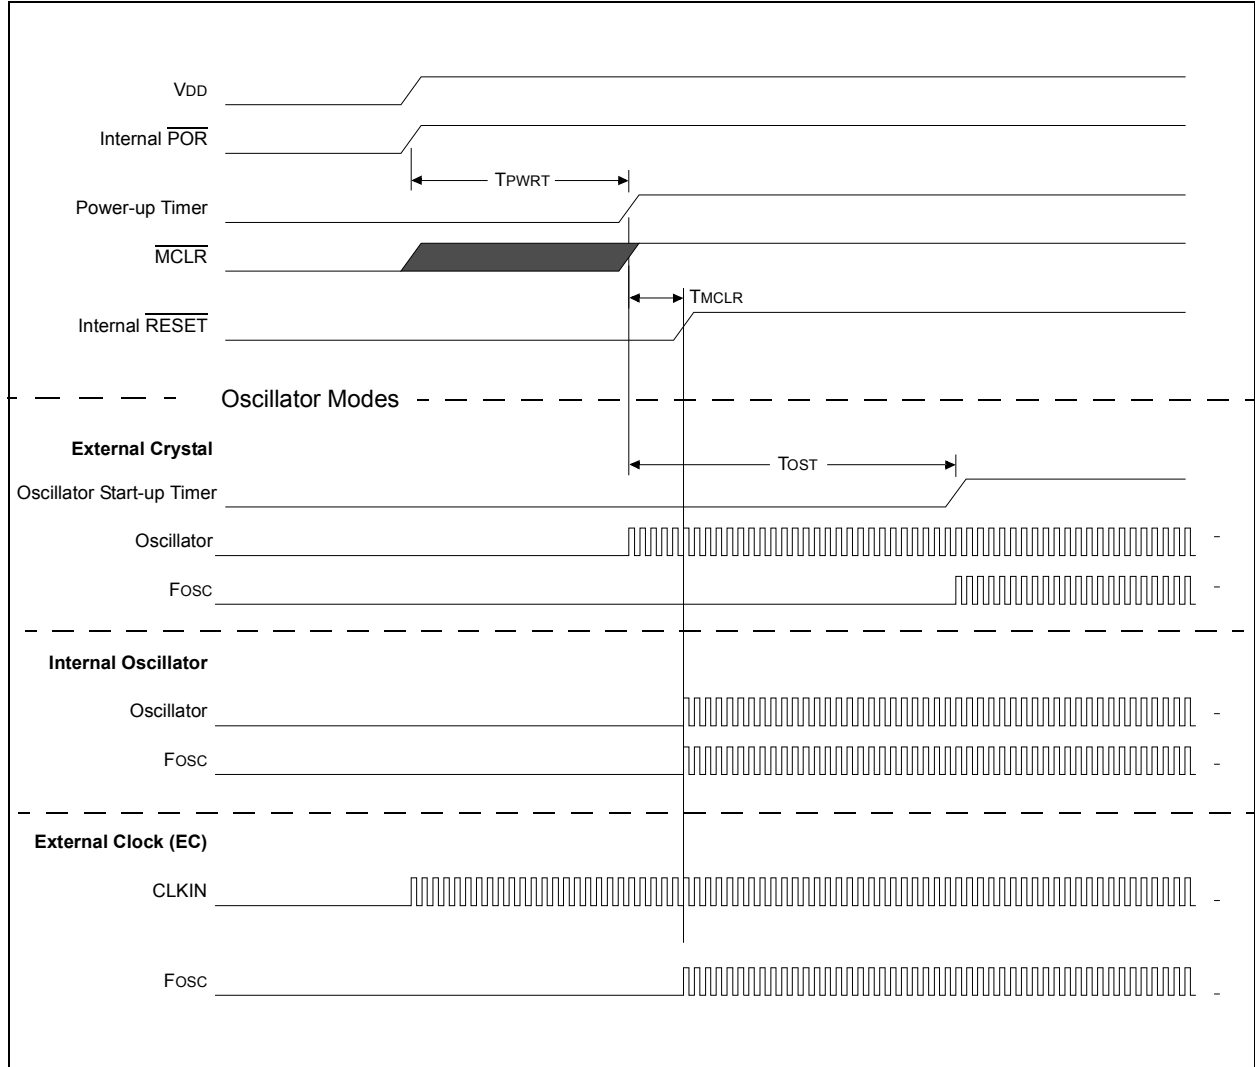 VDD
Internal POR
TPWRT
Power-up Timer
MCLR
TMCLR
Internal RESET
Oscillator Modes
External Crystal
TOST
Oscillator Start-up Timer
Oscillator
FOSC
Internal Oscillator
Oscillator
FOSC
External Clock (EC)
CLKIN
FOSC